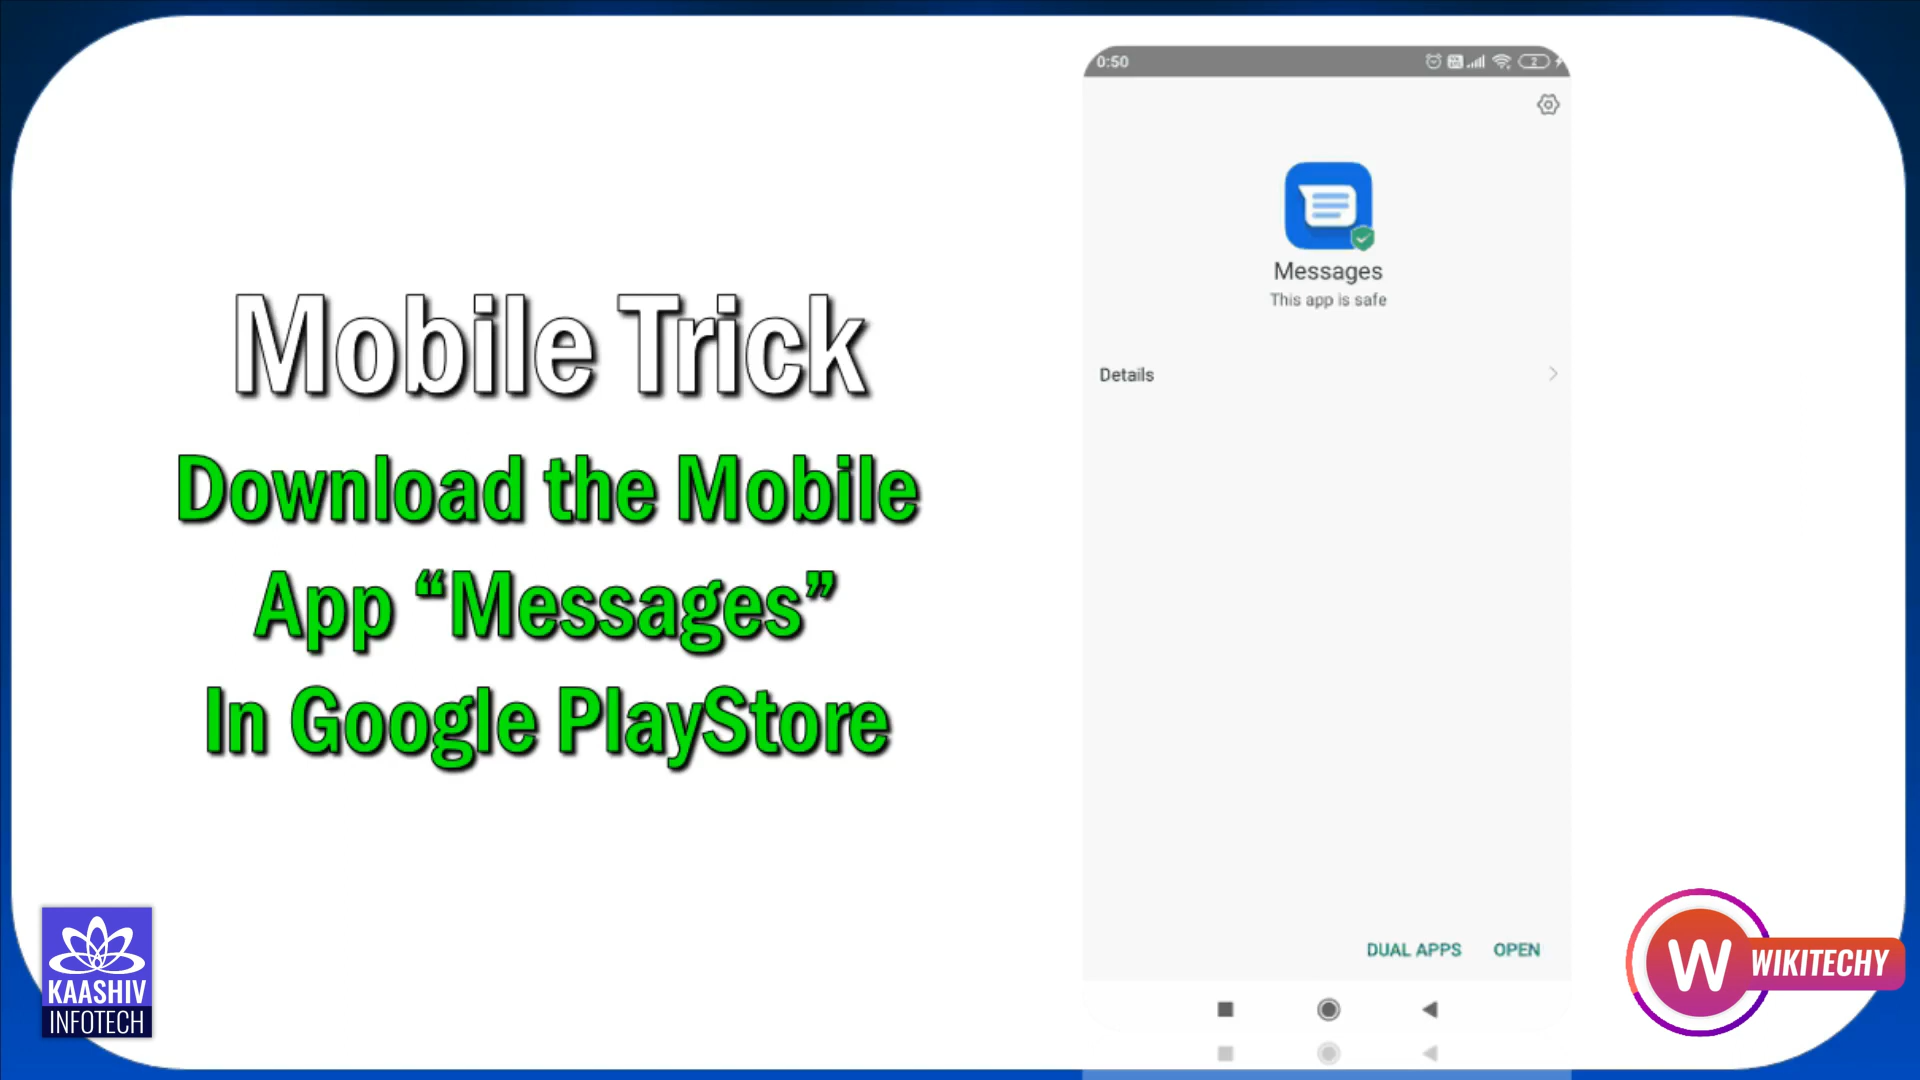 Mobile Trick
Download the Mobile
App “Messages”
In Google PlayStore
0:50
2
Messages
This app is safe
Details
DUAL APPS OPEN
KAASHIV
INFOTECH
W WIKITECHY